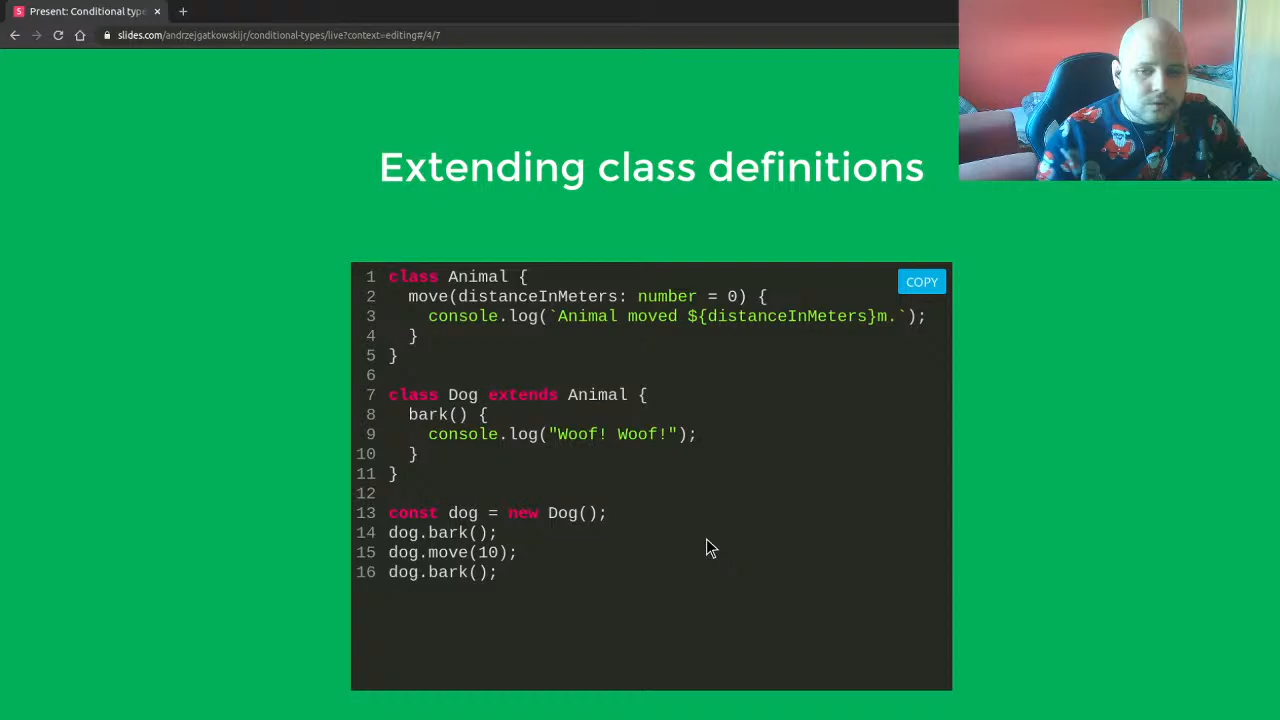 Present: Conditional type
slides.com/andrzejgatkowskijr/conditional-types/live?context=editing#/4/7
Extending class definitions
COPY
1 class Animal {
2 move(distanceInMeters: number = 0) {
3 console.log(`Animal moved ${distanceInMeters}m.`);
4 }
5 }
6
7 class Dog extends Animal {
8 bark() {
9 console.log("Woof! Woof!");
10 }
11 }
12
13 const dog = new Dog();
14 dog.bark();
15 dog.move(10);
16 dog.bark();